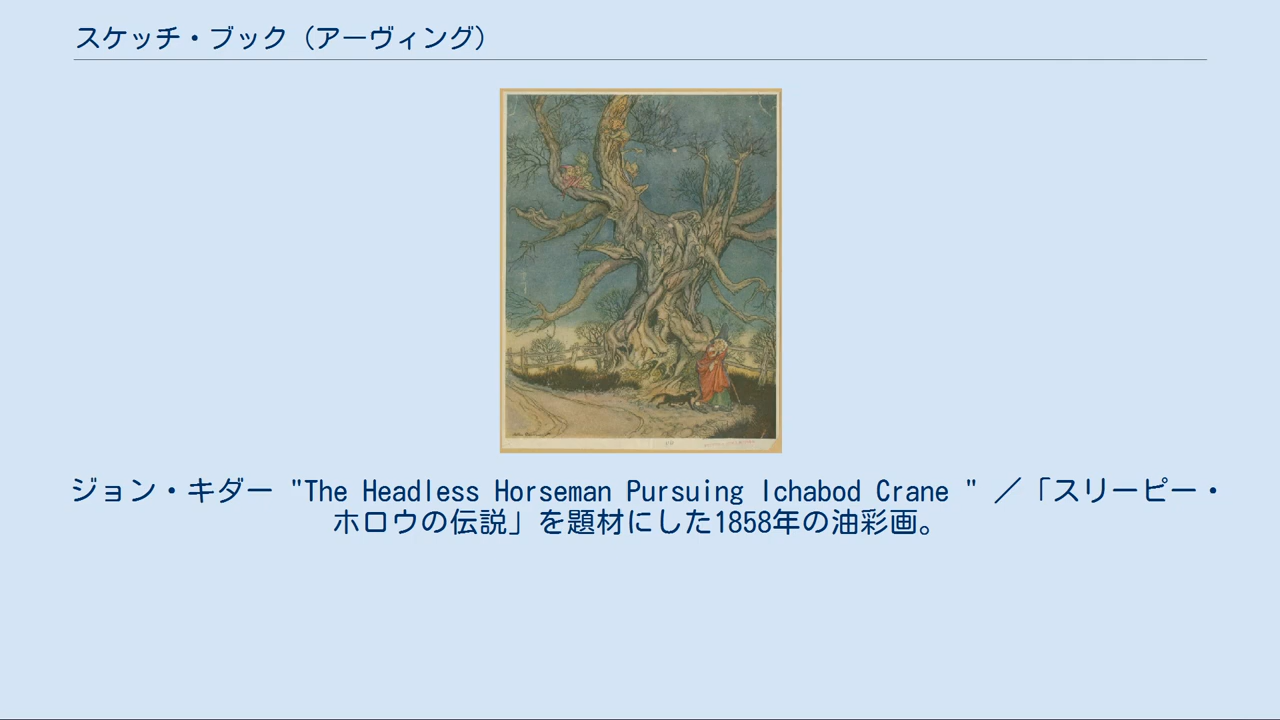 スケッチ・ブック（アーヴィング）
ジョン・キダー "The Headless Horseman Pursuing Ichabod Crane " ／「スリーピー・
ホロウの伝説」を題材にした1858年の油彩画。